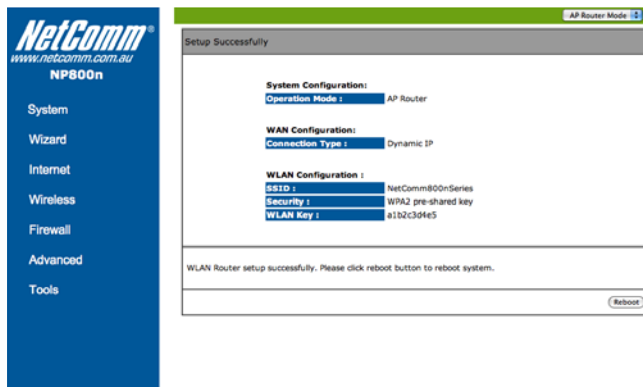 NetComm®
www.netcomm.com.au
NP800n
System
Wizard
Internet
Wireless
Firewall
Advanced
Tools
AP Router Mode
Setup Successfully
System Configuration:
Operation Mode : AP Router
WAN Configuration:
Connection Type : Dynamic IP
WLAN Configuration :
SSID : NetComm800nSeries
Security : WPA2 pre-shared key
WLAN Key : a1b2c3d4e5
WLAN Router setup successfully. Please click reboot button to reboot system.
Reboot